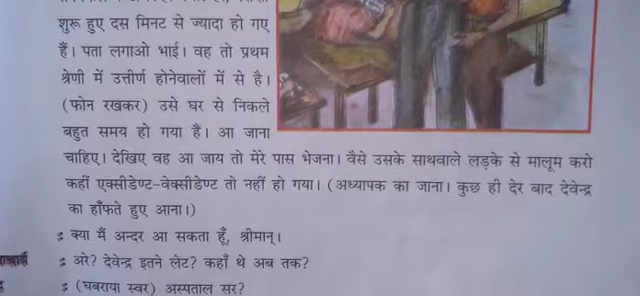 शुरू हुए दस मिनट से ज्यादा हो गए
हैं। पता लगाओ भाई। वह तो प्रथम
श्रेणी में उत्तीर्ण होनेवालों में से है।
(फोन रखकर) उसे घर से निकले
बहुत समय हो गया है। आ जाना
चाहिए। देखिए वह आ जाय तो मेरे पास भेजना। वैसे उसके साथवाले लड़के से मालूम करो
कहीं एक्सीडेण्ट-वेक्सीडेण्ट तो नहीं हो गया। (अध्यापक का जाना। कुछ ही देर बाद देवेन्द्र
का हाँफते हुए आना।)
: क्या मैं अन्दर आ सकता हूँ, श्रीमान्।
: अरे? देवेन्द्र इतने लेट? कहाँ थे अब तक?
: (घबराया स्वर) अस्पताल सर?